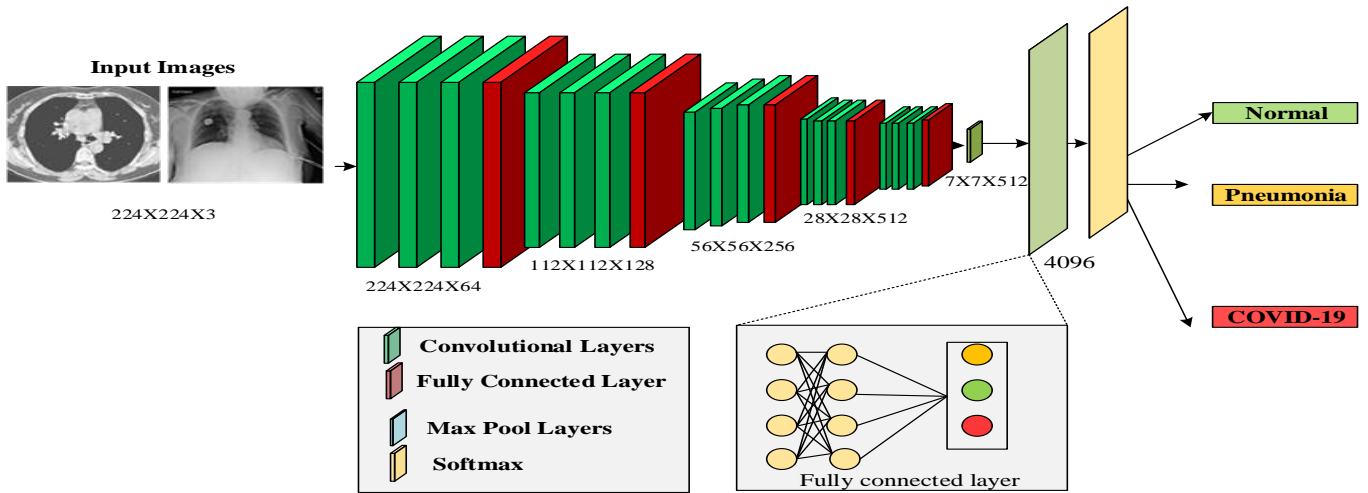 Input Images
224X224X3
224X224X64
112X112X128
56X56X256
28X28X512
7X7X512
4096
Normal
Pneumonia
COVID-19
Convolutional Layers
Fully Connected Layer
Max Pool Layers
Softmax
Fully connected layer